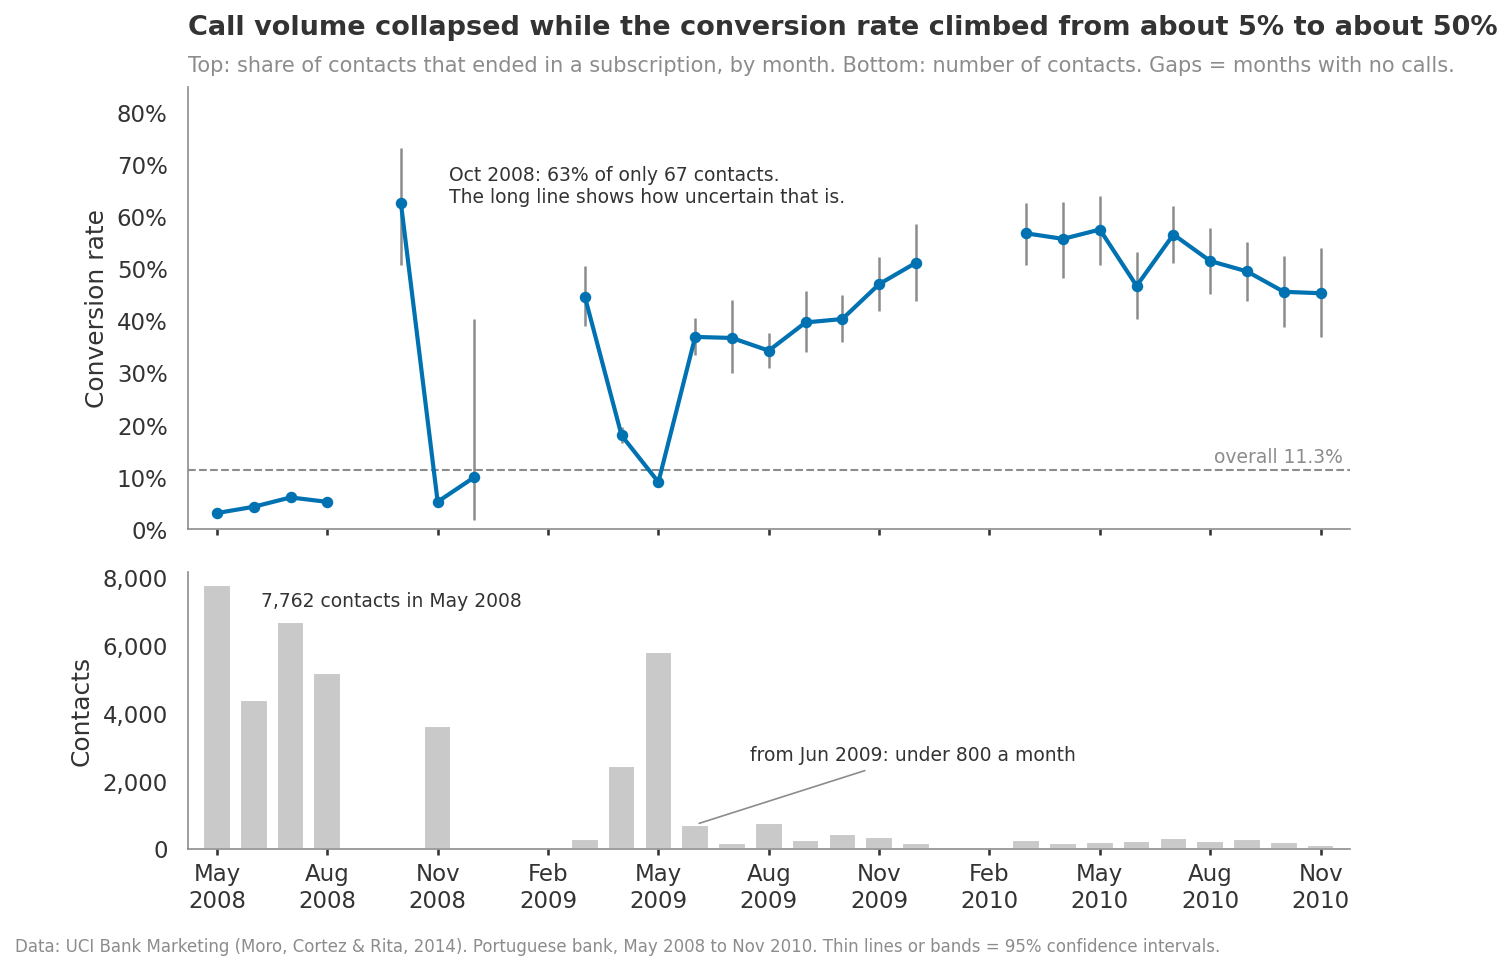 Call volume collapsed while the conversion rate climbed from about 5% to about 50%
Top: share of contacts that ended in a subscription, by month. Bottom: number of contacts. Gaps = months with no calls.
Conversion rate
80%
70%
60%
50%
40%
30%
20%
10%
0%
Oct 2008: 63% of only 67 contacts.
The long line shows how uncertain that is.
overall 11.3%
Contacts
8,000
6,000
4,000
2,000
0
7,762 contacts in May 2008
from Jun 2009: under 800 a month
May Aug Nov Feb May Aug Nov Feb May Aug Nov
2008 2008 2008 2009 2009 2009 2009 2010 2010 2010 2010
Data: UCI Bank Marketing (Moro, Cortez & Rita, 2014). Portuguese bank, May 2008 to Nov 2010. Thin lines or bands = 95% confidence intervals.